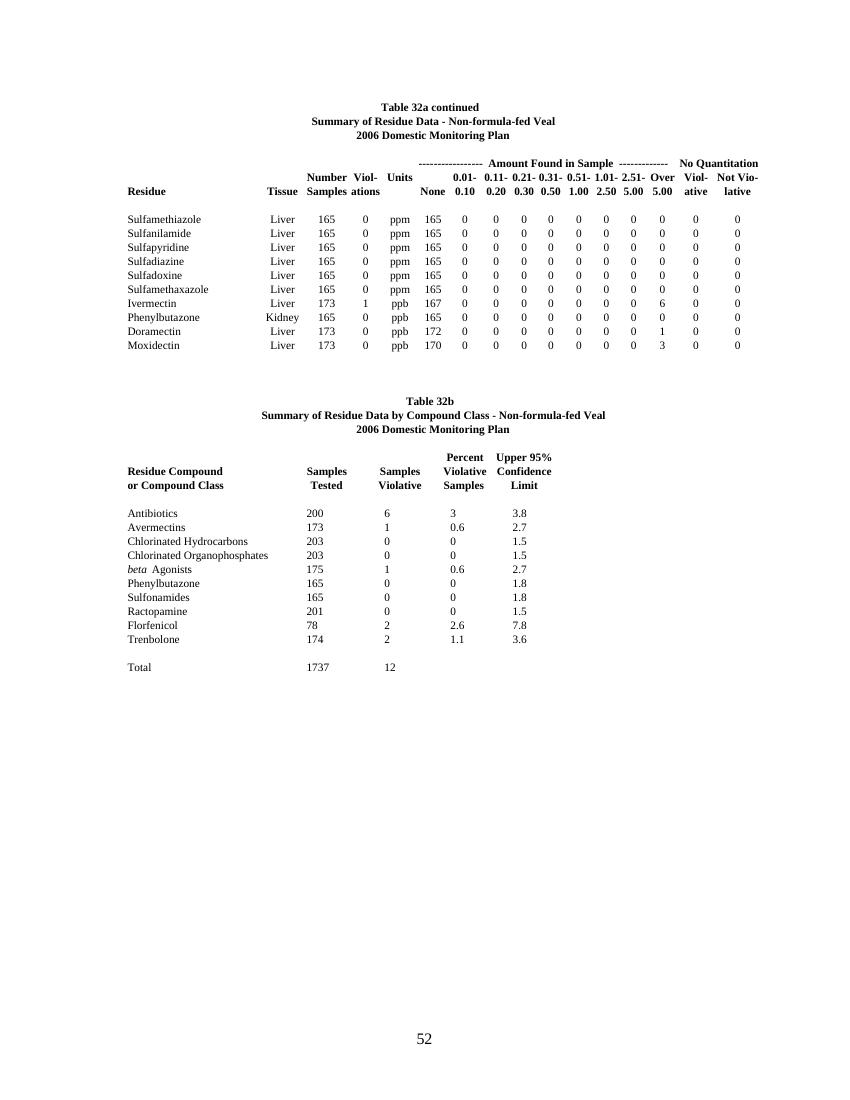 Table 32a continued
Summary of Residue Data - Non-formula-fed Veal
2006 Domestic Monitoring Plan
----------------- Amount Found in Sample ------------- No Quantitation
Number Viol- Units 0.01- 0.11- 0.21- 0.31- 0.51- 1.01- 2.51- Over Viol- Not Vio-
Residue Tissue Samples ations None 0.10 0.20 0.30 0.50 1.00 2.50 5.00 5.00 ative lative
Sulfamethiazole Liver 165 0 ppm 165 0 0 0 0 0 0 0 0 0 0
Sulfanilamide Liver 165 0 ppm 165 0 0 0 0 0 0 0 0 0 0
Sulfapyridine Liver 165 0 ppm 165 0 0 0 0 0 0 0 0 0 0
Sulfadiazine Liver 165 0 ppm 165 0 0 0 0 0 0 0 0 0 0
Sulfadoxine Liver 165 0 ppm 165 0 0 0 0 0 0 0 0 0 0
Sulfamethaxazole Liver 165 0 ppm 165 0 0 0 0 0 0 0 0 0 0
Ivermectin Liver 173 1 ppb 167 0 0 0 0 0 0 0 6 0 0
Phenylbutazone Kidney 165 0 ppb 165 0 0 0 0 0 0 0 0 0 0
Doramectin Liver 173 0 ppb 172 0 0 0 0 0 0 0 1 0 0
Moxidectin Liver 173 0 ppb 170 0 0 0 0 0 0 0 3 0 0
Table 32b
Summary of Residue Data by Compound Class - Non-formula-fed Veal
2006 Domestic Monitoring Plan
Percent Upper 95%
Residue Compound Samples Samples Violative Confidence
or Compound Class Tested Violative Samples Limit
Antibiotics 200 6 3 3.8
Avermectins 173 1 0.6 2.7
Chlorinated Hydrocarbons 203 0 0 1.5
Chlorinated Organophosphates 203 0 0 1.5
beta Agonists 175 1 0.6 2.7
Phenylbutazone 165 0 0 1.8
Sulfonamides 165 0 0 1.8
Ractopamine 201 0 0 1.5
Florfenicol 78 2 2.6 7.8
Trenbolone 174 2 1.1 3.6
Total 1737 12
52